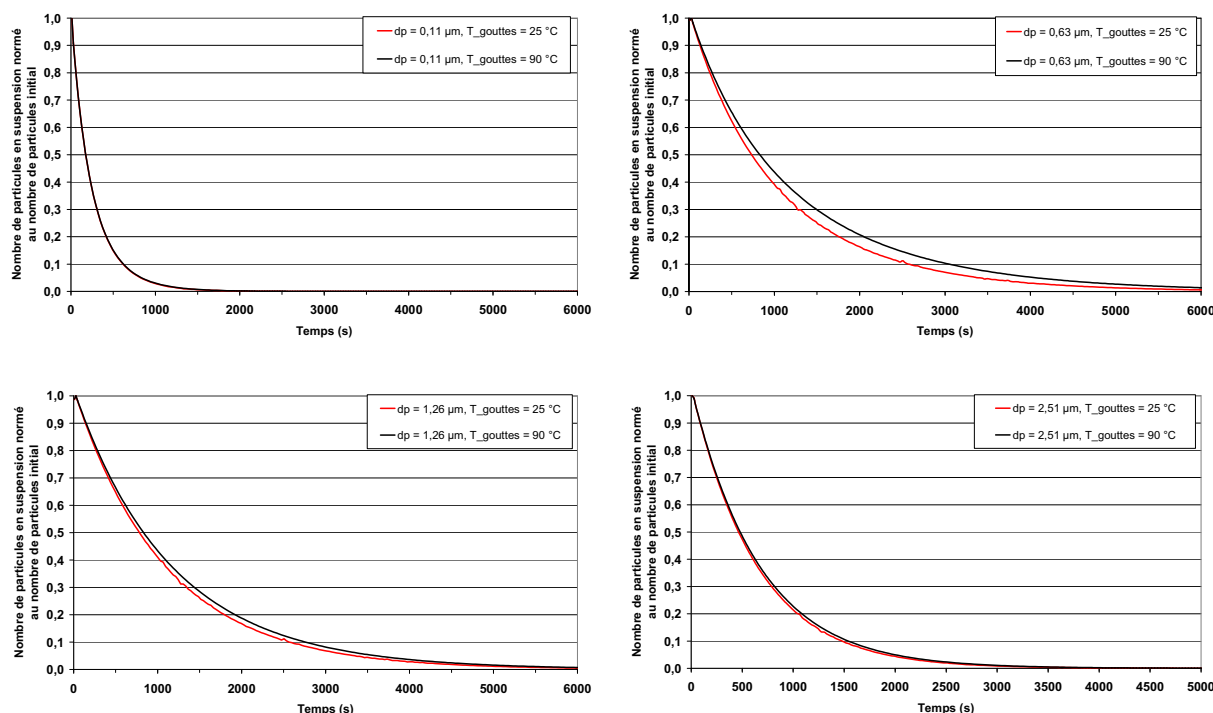 Nombre de particules en suspension normé
au nombre de particules initial
1,0
0,9
0,8
0,7
0,6
0,5
0,4
0,3
0,2
0,1
0,0
dp = 0,11 µm, T_gouttes = 25 °C
dp = 0,11 µm, T_gouttes = 90 °C
0 1000 2000 3000 4000 5000 6000
Temps (s)
Nombre de particules en suspension normé
au nombre de particules initial
1,0
0,9
0,8
0,7
0,6
0,5
0,4
0,3
0,2
0,1
0,0
dp = 0,63 µm, T_gouttes = 25 °C
dp = 0,63 µm, T_gouttes = 90 °C
0 1000 2000 3000 4000 5000 6000
Temps (s)
Nombre de particules en suspension normé
au nombre de particules initial
1,0
0,9
0,8
0,7
0,6
0,5
0,4
0,3
0,2
0,1
0,0
dp = 1,26 µm, T_gouttes = 25 °C
dp = 1,26 µm, T_gouttes = 90 °C
0 1000 2000 3000 4000 5000 6000
Temps (s)
Nombre de particules en suspension normé
au nombre de particules initial
1,0
0,9
0,8
0,7
0,6
0,5
0,4
0,3
0,2
0,1
0,0
dp = 2,51 µm, T_gouttes = 25 °C
dp = 2,51 µm, T_gouttes = 90 °C
0 500 1000 1500 2000 2500 3000 3500 4000 4500 5000
Temps (s)